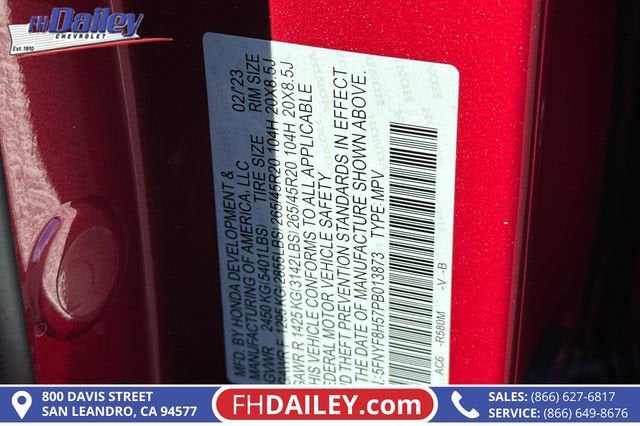 FH Dailey
CHEVROLET
Est. 1910
MFD. BY HONDA DEVELOPMENT & 02/'23
MANUFACTURING OF AMERICA, LLC
TIRE SIZE RIM SIZE
GVWR 2450KG(5401LBS)
GAWR F 1295KG(2855LBS) 265/45R20 104H 20X8.5J
GAWR R 1425KG(3142LBS) 265/45R20 104H 20X8.5J
THIS VEHICLE CONFORMS TO ALL APPLICABLE
FEDERAL MOTOR VEHICLE SAFETY
AND THEFT PREVENTION STANDARDS IN EFFECT
ON THE DATE OF MANUFACTURE SHOWN ABOVE.
5FNYF8H57PB013873 TYPE:MPV
AC6 -R580M -V -B
800 DAVIS STREET
SAN LEANDRO, CA 94577
FHDAILEY.com
SALES: (866) 627-6817
SERVICE: (866) 649-8676